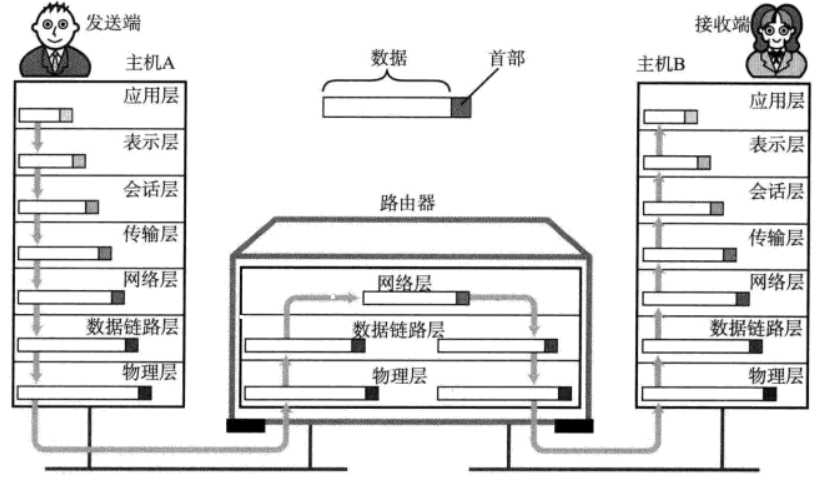 发送端
接收端
主机A
数据
首部
主机B
应用层
表示层
会话层
传输层
网络层
数据链路层
物理层
路由器
网络层
数据链路层
物理层
应用层
表示层
会话层
传输层
网络层
数据链路层
物理层